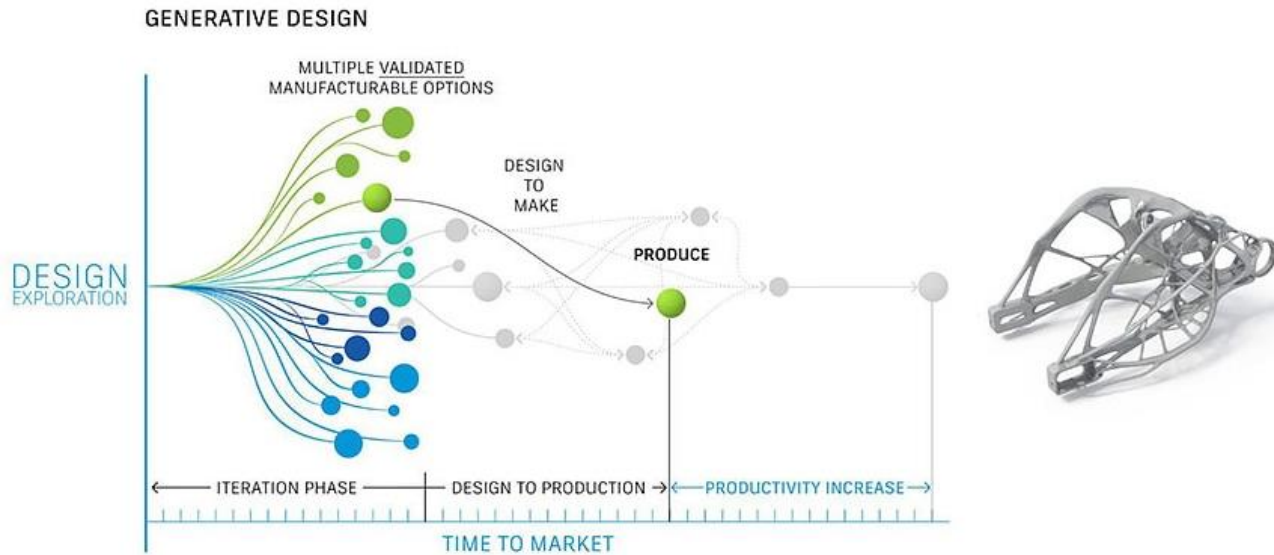 GENERATIVE DESIGN
MULTIPLE VALIDATED
MANUFACTURABLE OPTIONS
DESIGN
TO
MAKE
PRODUCE
DESIGN
EXPLORATION
ITERATION PHASE
DESIGN TO PRODUCTION
PRODUCTIVITY INCREASE
TIME TO MARKET